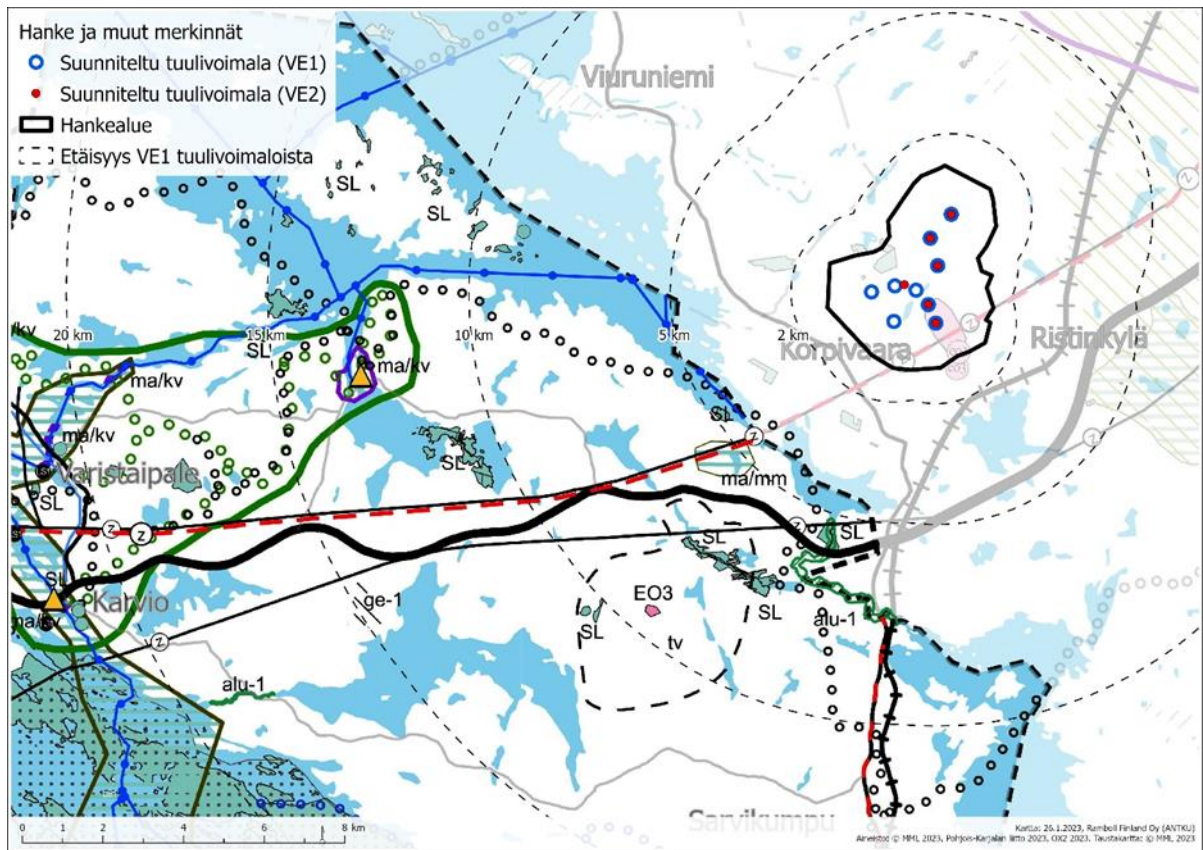 Hanke ja muut merkinnät
Suunniteltu tuulivoimala (VE1)
Suunniteltu tuulivoimala (VE2)
Hankealue
Etäisyys VE1 tuulivoimaloista
Viuruniemi
SL
SL
20 km
15 km
10 km
5 km
2 km
SL
Korpivaara
Ristinkylä
ma/kv
ma/kv
ma/kv
SL
SL
Varistaipale
SL
ma/mm
z
z
z
z
z
z
z
z
SL
SL
SL
Karvio
ma/kv
EO3
SL
SL
ge-1
tv
alu-1
alu-1
Sarvikumpu
0 1 2 4 6 8 km
Kartta: 26.1.2023, Ramboll Finland Oy (ANTKU)
Aineisto: © MML 2023, Pohjois-Karjalan liitto 2023, OX2 2023. Taustakartta: © MML 2023